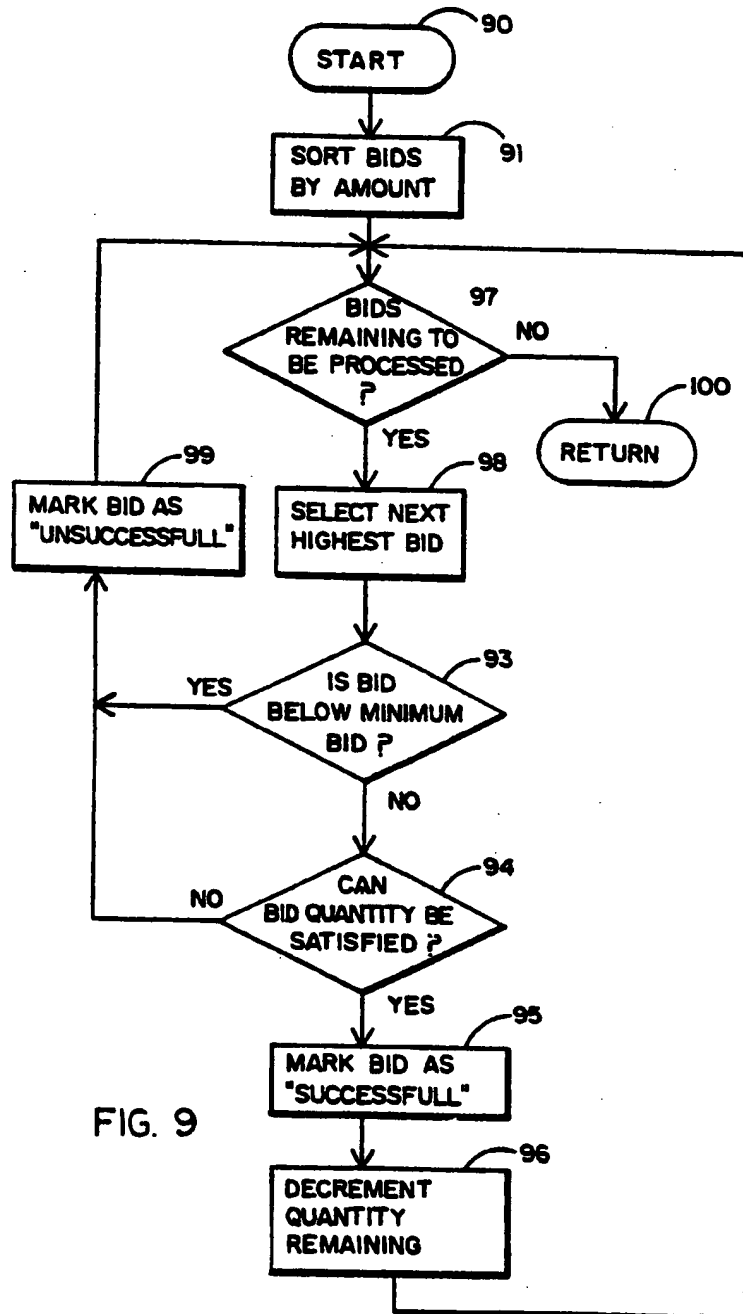 90
START
91
SORT BIDS
BY AMOUNT
97
BIDS
REMAINING TO
BE PROCESSED
?
NO
100
RETURN
YES
99
MARK BID AS
"UNSUCCESSFULL"
98
SELECT NEXT
HIGHEST BID
93
YES
IS BID
BELOW MINIMUM
BID ?
NO
94
NO
CAN
BID QUANTITY BE
SATISFIED ?
YES
95
MARK BID AS
"SUCCESSFULL"
FIG. 9
96
DECREMENT
QUANTITY
REMAINING